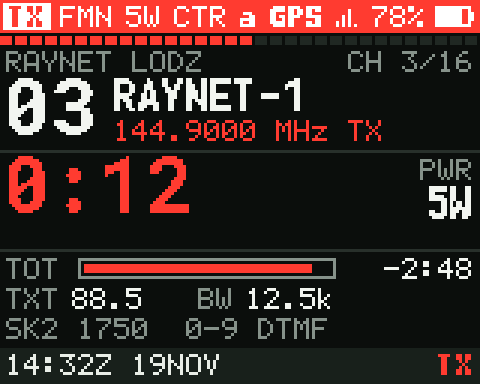 TX FMN 5W CTR a GPS 78%
RAYNET LODZ CH 3/16
03 RAYNET-1
144.9000 MHz TX
0:12 PWR
5W
TOT -2:48
TXT 88.5 BW 12.5k
SK2 1750 0-9 DTMF
14:32Z 19NOV TX